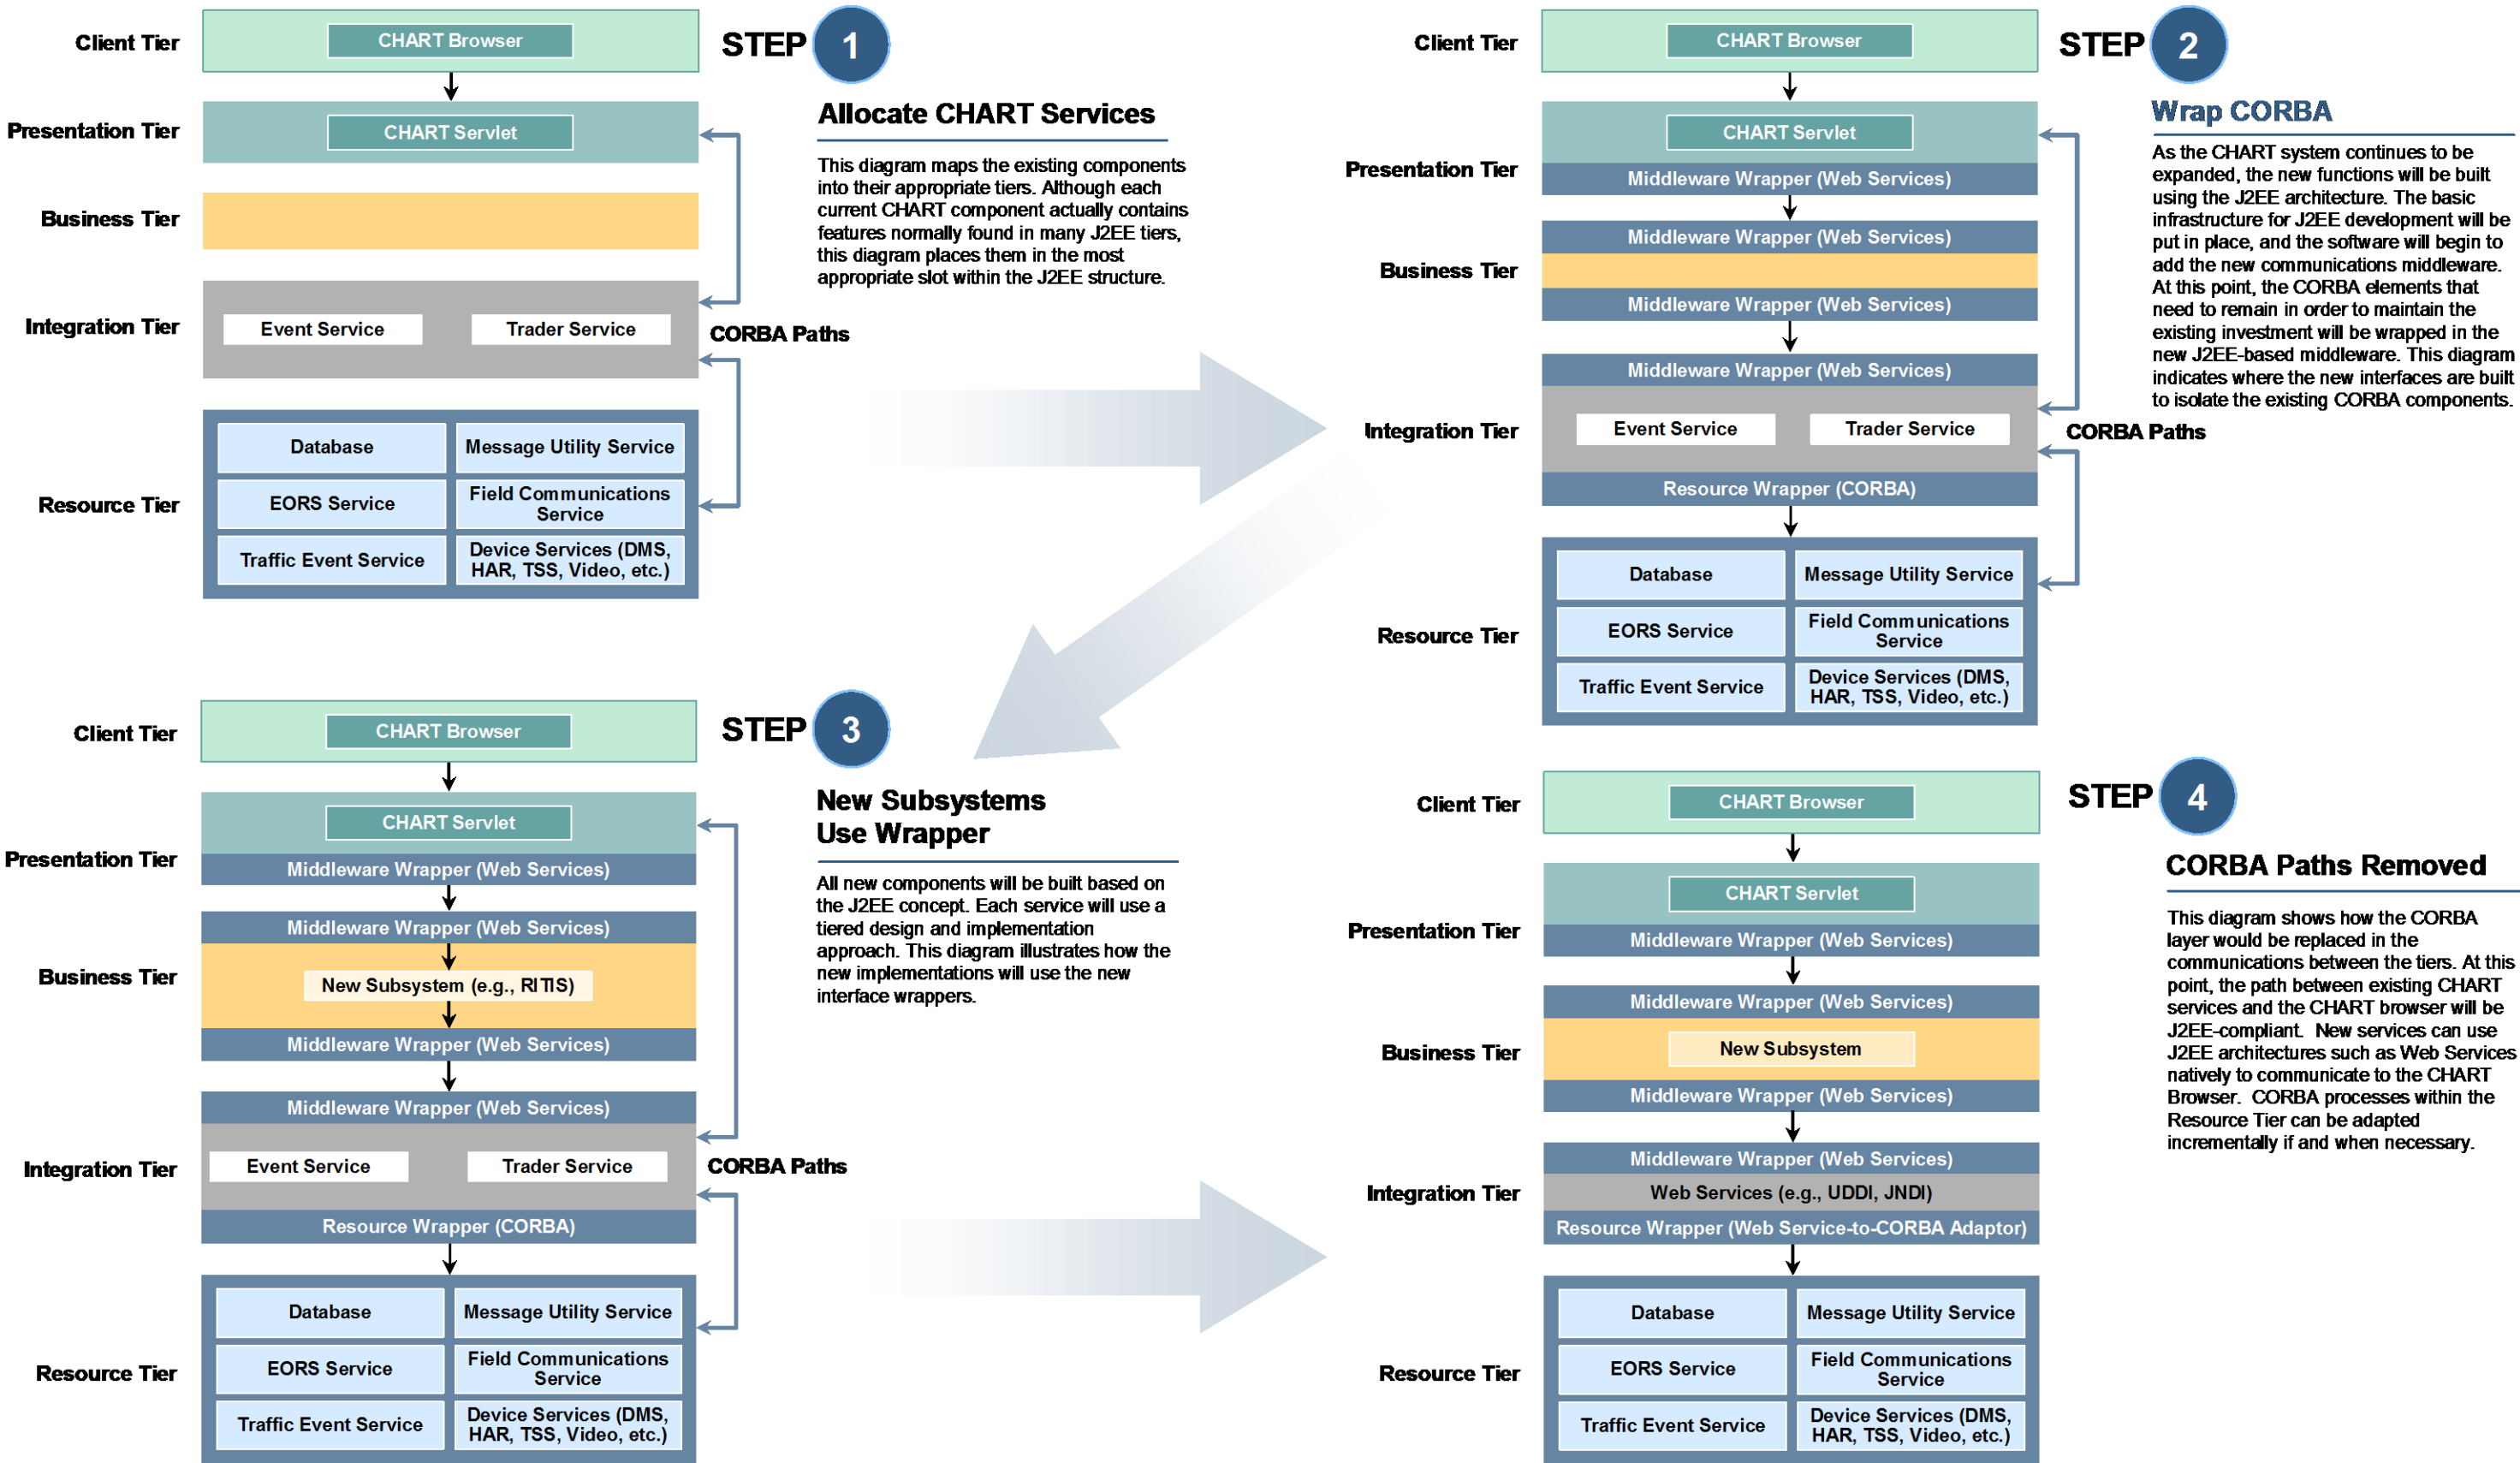 Client Tier
CHART Browser
STEP 1
Presentation Tier
CHART Servlet
Allocate CHART Services
This diagram maps the existing components
into their appropriate tiers. Although each
current CHART component actually contains
features normally found in many J2EE tiers,
this diagram places them in the most
appropriate slot within the J2EE structure.
Business Tier
Integration Tier
Event Service
Trader Service
CORBA Paths
Resource Tier
Database
Message Utility Service
EORS Service
Field Communications
Service
Traffic Event Service
Device Services (DMS,
HAR, TSS, Video, etc.)
Client Tier
CHART Browser
STEP 2
Wrap CORBA
As the CHART system continues to be
expanded, the new functions will be built
using the J2EE architecture. The basic
infrastructure for J2EE development will be
put in place, and the software will begin to
add the new communications middleware.
At this point, the CORBA elements that
need to remain in order to maintain the
existing investment will be wrapped in the
new J2EE-based middleware. This diagram
indicates where the new interfaces are built
to isolate the existing CORBA components.
Presentation Tier
CHART Servlet
Middleware Wrapper (Web Services)
Business Tier
Middleware Wrapper (Web Services)
Middleware Wrapper (Web Services)
Integration Tier
Middleware Wrapper (Web Services)
Event Service
Trader Service
Resource Wrapper (CORBA)
CORBA Paths
Resource Tier
Database
Message Utility Service
EORS Service
Field Communications
Service
Traffic Event Service
Device Services (DMS,
HAR, TSS, Video, etc.)
Client Tier
CHART Browser
STEP 3
New Subsystems
Use Wrapper
All new components will be built based on
the J2EE concept. Each service will use a
tiered design and implementation
approach. This diagram illustrates how the
new implementations will use the new
interface wrappers.
Presentation Tier
CHART Servlet
Middleware Wrapper (Web Services)
Business Tier
Middleware Wrapper (Web Services)
New Subsystem (e.g., RITIS)
Middleware Wrapper (Web Services)
Integration Tier
Middleware Wrapper (Web Services)
Event Service
Trader Service
Resource Wrapper (CORBA)
CORBA Paths
Resource Tier
Database
Message Utility Service
EORS Service
Field Communications
Service
Traffic Event Service
Device Services (DMS,
HAR, TSS, Video, etc.)
Client Tier
CHART Browser
STEP 4
CORBA Paths Removed
This diagram shows how the CORBA
layer would be replaced in the
communications between the tiers. At this
point, the path between existing CHART
services and the CHART browser will be
J2EE-compliant. New services can use
J2EE architectures such as Web Services
natively to communicate to the CHART
Browser. CORBA processes within the
Resource Tier can be adapted
incrementally if and when necessary.
Presentation Tier
CHART Servlet
Middleware Wrapper (Web Services)
Business Tier
Middleware Wrapper (Web Services)
New Subsystem
Middleware Wrapper (Web Services)
Integration Tier
Middleware Wrapper (Web Services)
Web Services (e.g., UDDI, JNDI)
Resource Wrapper (Web Service-to-CORBA Adaptor)
Resource Tier
Database
Message Utility Service
EORS Service
Field Communications
Service
Traffic Event Service
Device Services (DMS,
HAR, TSS, Video, etc.)